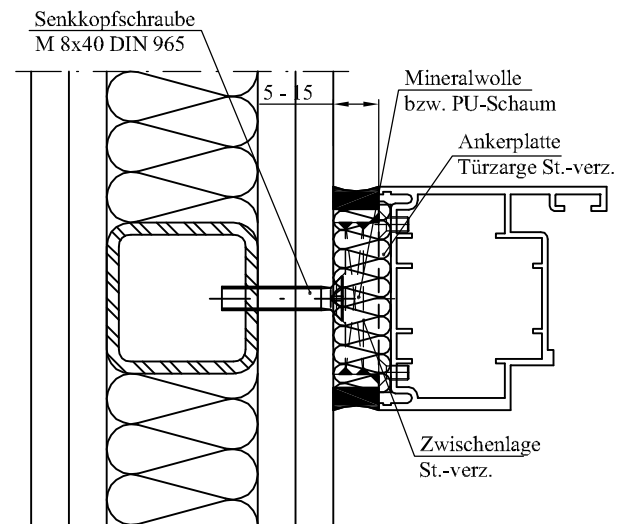 Senkkopfschraube
M 8x40 DIN 965
5 - 15
Mineralwolle
bzw. PU-Schaum
Ankerplatte
Türzarge St.-verz.
Zwischenlage
St.-verz.